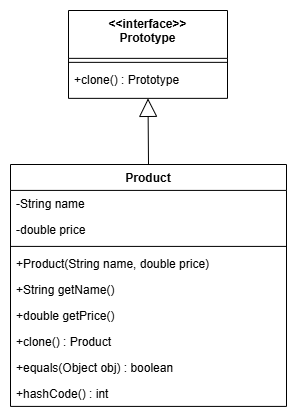 <<interface>>
Prototype
+clone() : Prototype
Product
-String name
-double price
+Product(String name, double price)
+String getName()
+double getPrice()
+clone() : Product
+equals(Object obj) : boolean
+hashCode() : int